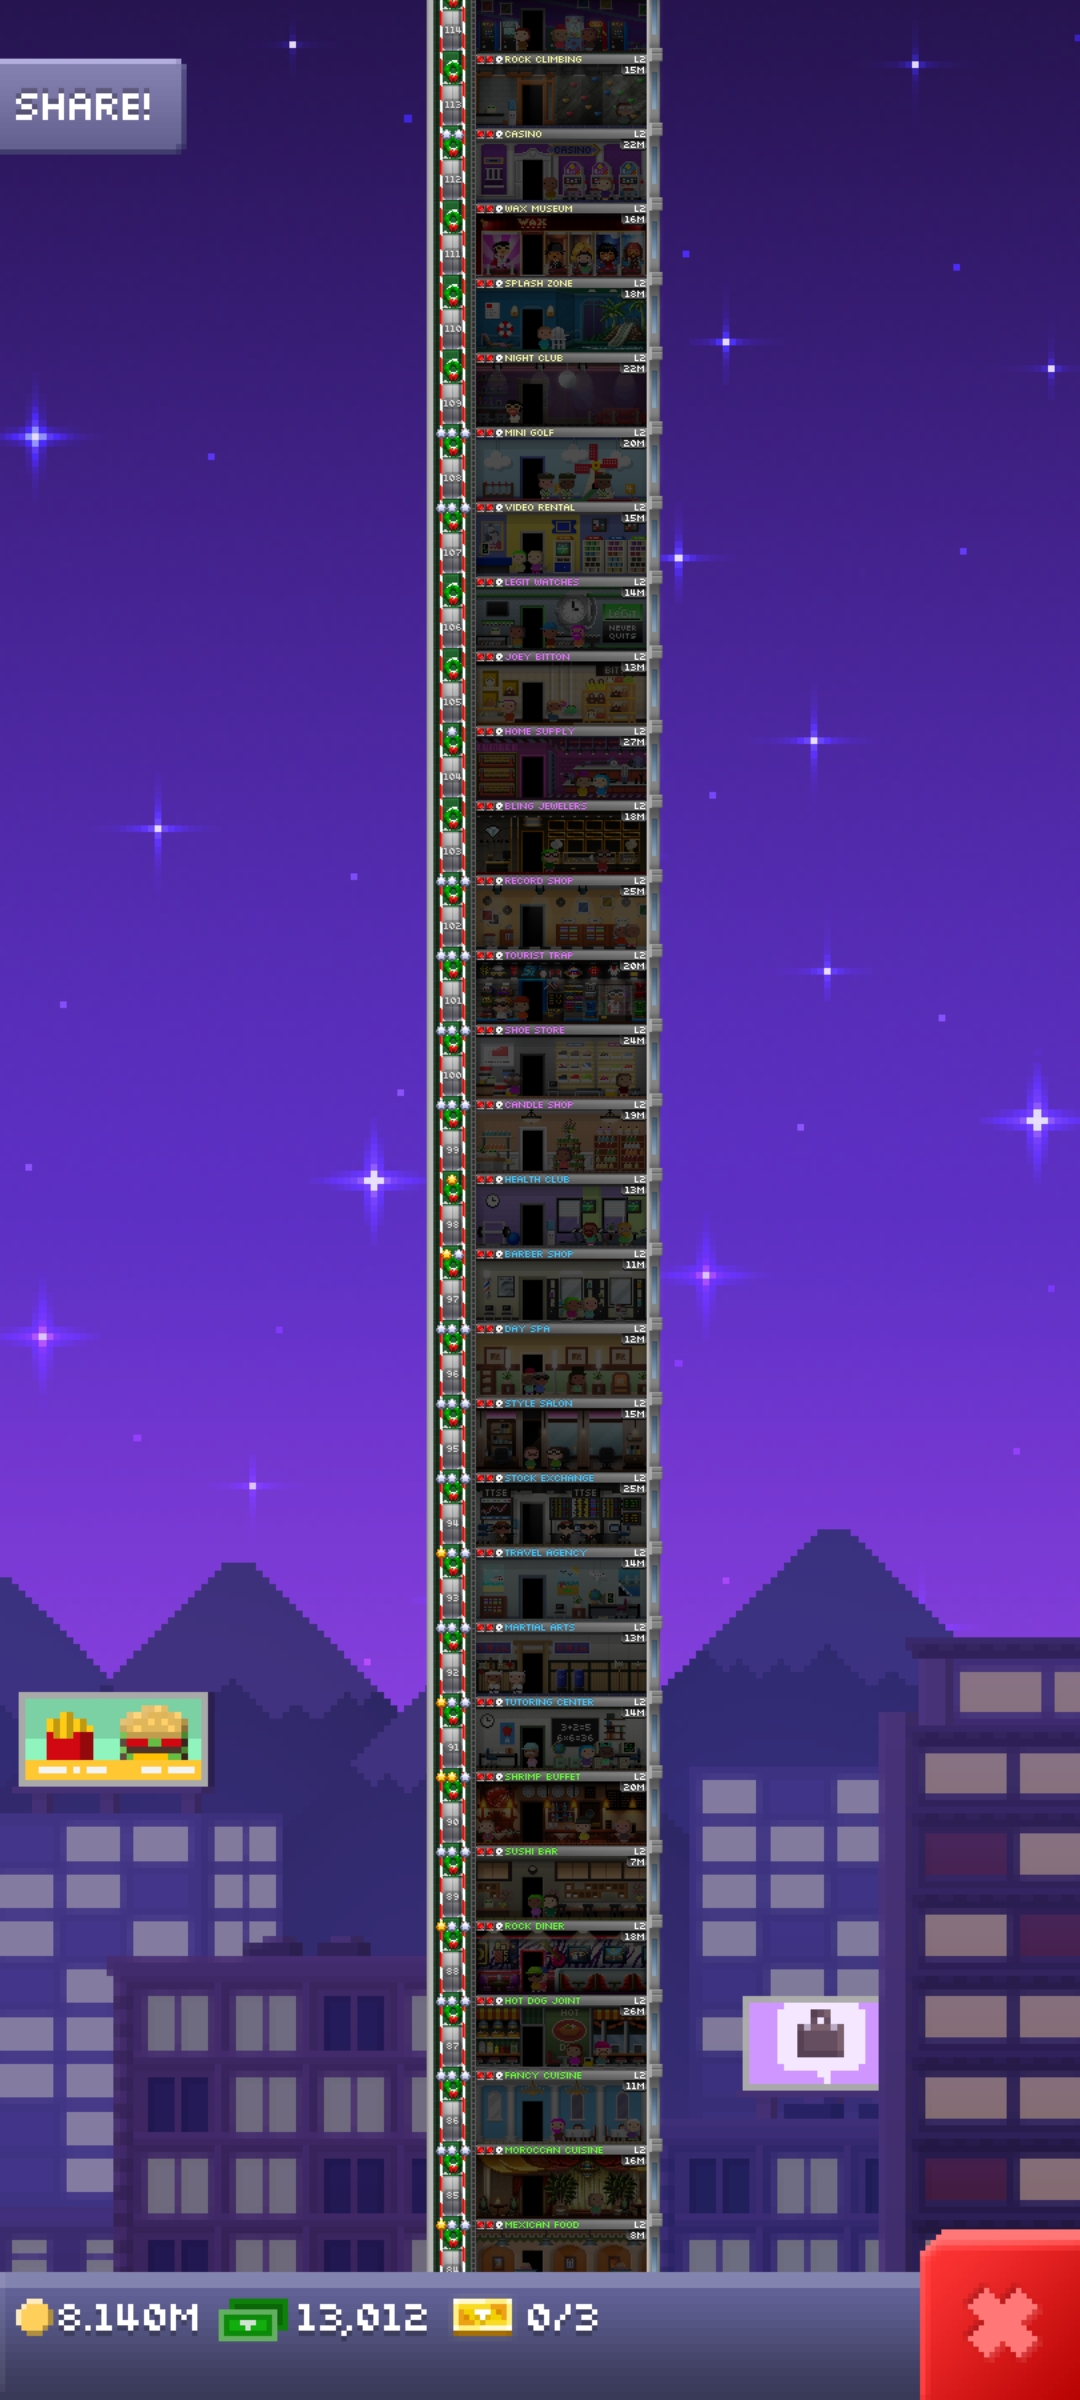 114
ROCK CLIMBING L2
15M
SHARE!
113
CASINO L2
22M
CASINO
112
WAX MUSEUM L2
16M
WAX
111
SPLASH ZONE L2
18M
110
NIGHT CLUB L2
22M
109
MINI GOLF L2
20M
108
VIDEO RENTAL L2
15M
107
LEGIT WATCHES L2
14M
LEGIT
NEVER
QUITS
106
JOEY BITTON L2
13M
BIT
105
HOME SUPPLY L2
27M
104
BLING JEWELERS L2
18M
103
RECORD SHOP L2
25M
102
TOURIST TRAP L2
20M
101
SHOE STORE L2
24M
100
CANDLE SHOP L2
19M
99
HEALTH CLUB L2
13M
98
BARBER SHOP L2
11M
97
DAY SPA L2
12M
96
STYLE SALON L2
15M
95
STOCK EXCHANGE L2
25M
TTSE TTSE
94
TRAVEL AGENCY L2
14M
93
MARTIAL ARTS L2
13M
92
TUTORING CENTER L2
14M
3+2=5
6×6=36
91
SHRIMP BUFFET L2
20M
90
SUSHI BAR L2
7M
89
ROCK DINER L2
18M
88
HOT DOG JOINT L2
26M
HOT
87
FANCY CUISINE L2
11M
86
MOROCCAN CUISINE L2
16M
85
MEXICAN FOOD L2
8M
84
8.140M 13,012 0/3